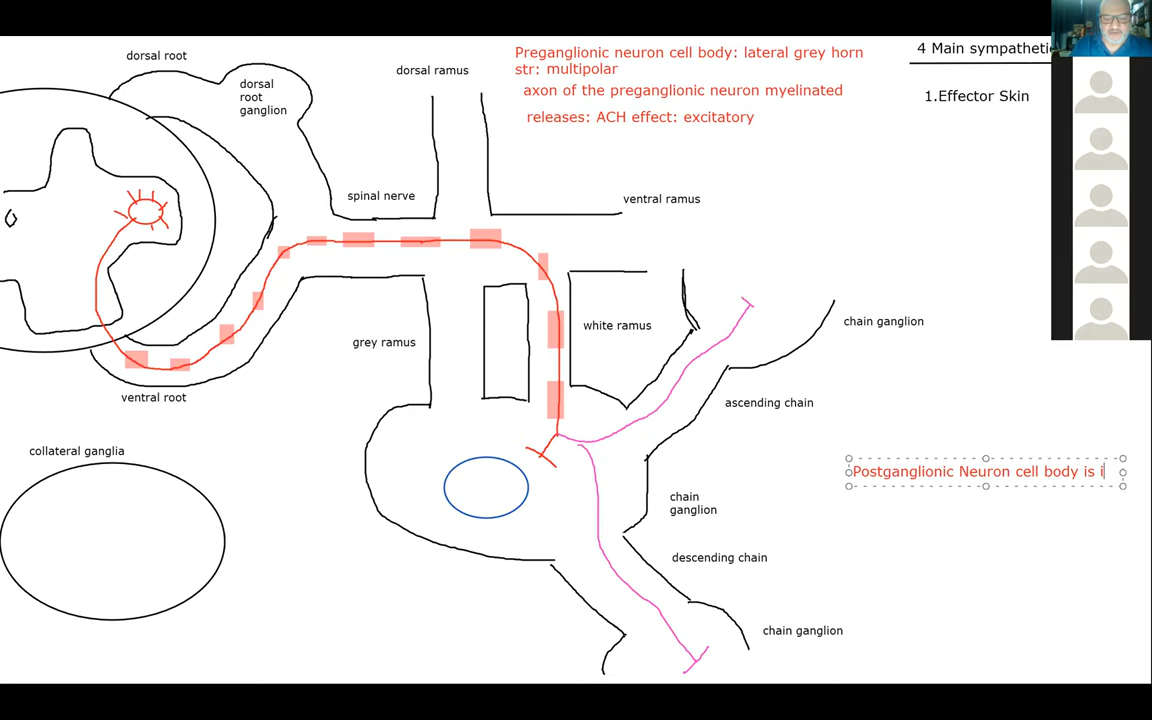 dorsal root
dorsal
root
ganglion
dorsal ramus
Preganglionic neuron cell body: lateral grey horn
str: multipolar
axon of the preganglionic neuron myelinated
releases: ACH effect: excitatory
4 Main sympathetic
1.Effector Skin
spinal nerve
ventral ramus
grey ramus
white ramus
chain ganglion
ventral root
ascending chain
collateral ganglia
Postganglionic Neuron cell body is i
chain
ganglion
descending chain
chain ganglion